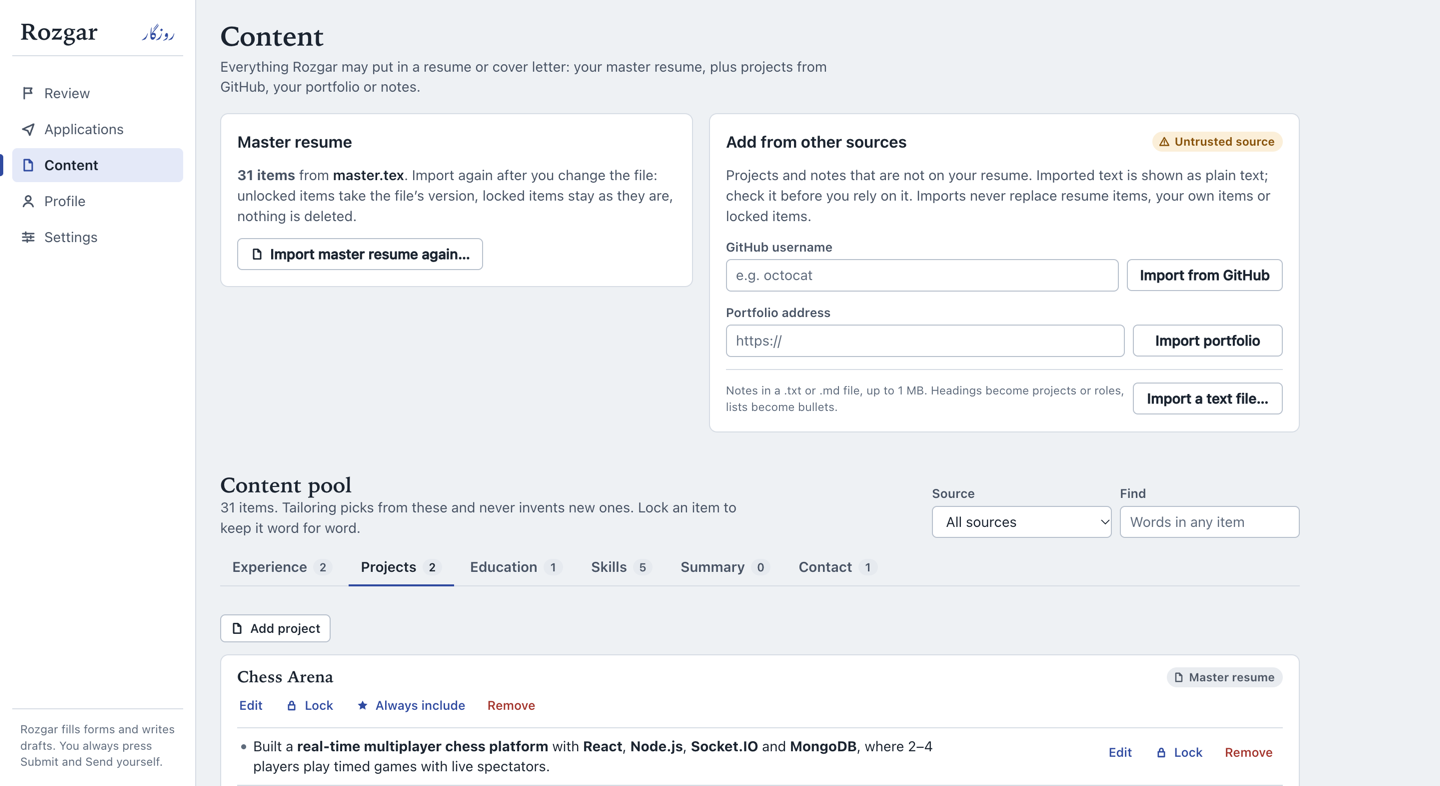 Rozgar
روزگار
Review
Applications
Content
Profile
Settings
Rozgar fills forms and writes
drafts. You always press
Submit and Send yourself.
Content
Everything Rozgar may put in a resume or cover letter: your master resume, plus projects from
GitHub, your portfolio or notes.
Master resume
31 items from master.tex. Import again after you change the file:
unlocked items take the file's version, locked items stay as they are,
nothing is deleted.
Import master resume again...
Add from other sources
Untrusted source
Projects and notes that are not on your resume. Imported text is shown as plain text;
check it before you rely on it. Imports never replace resume items, your own items or
locked items.
GitHub username
e.g. octocat
Import from GitHub
Portfolio address
https://
Import portfolio
Notes in a .txt or .md file, up to 1 MB. Headings become projects or roles,
lists become bullets.
Import a text file...
Content pool
31 items. Tailoring picks from these and never invents new ones. Lock an item to
keep it word for word.
Source
All sources
Find
Words in any item
Experience 2
Projects 2
Education 1
Skills 5
Summary 0
Contact 1
Add project
Chess Arena
Master resume
Edit Lock Always include Remove
Built a real-time multiplayer chess platform with React, Node.js, Socket.IO and MongoDB, where 2–4
players play timed games with live spectators.
Edit Lock Remove